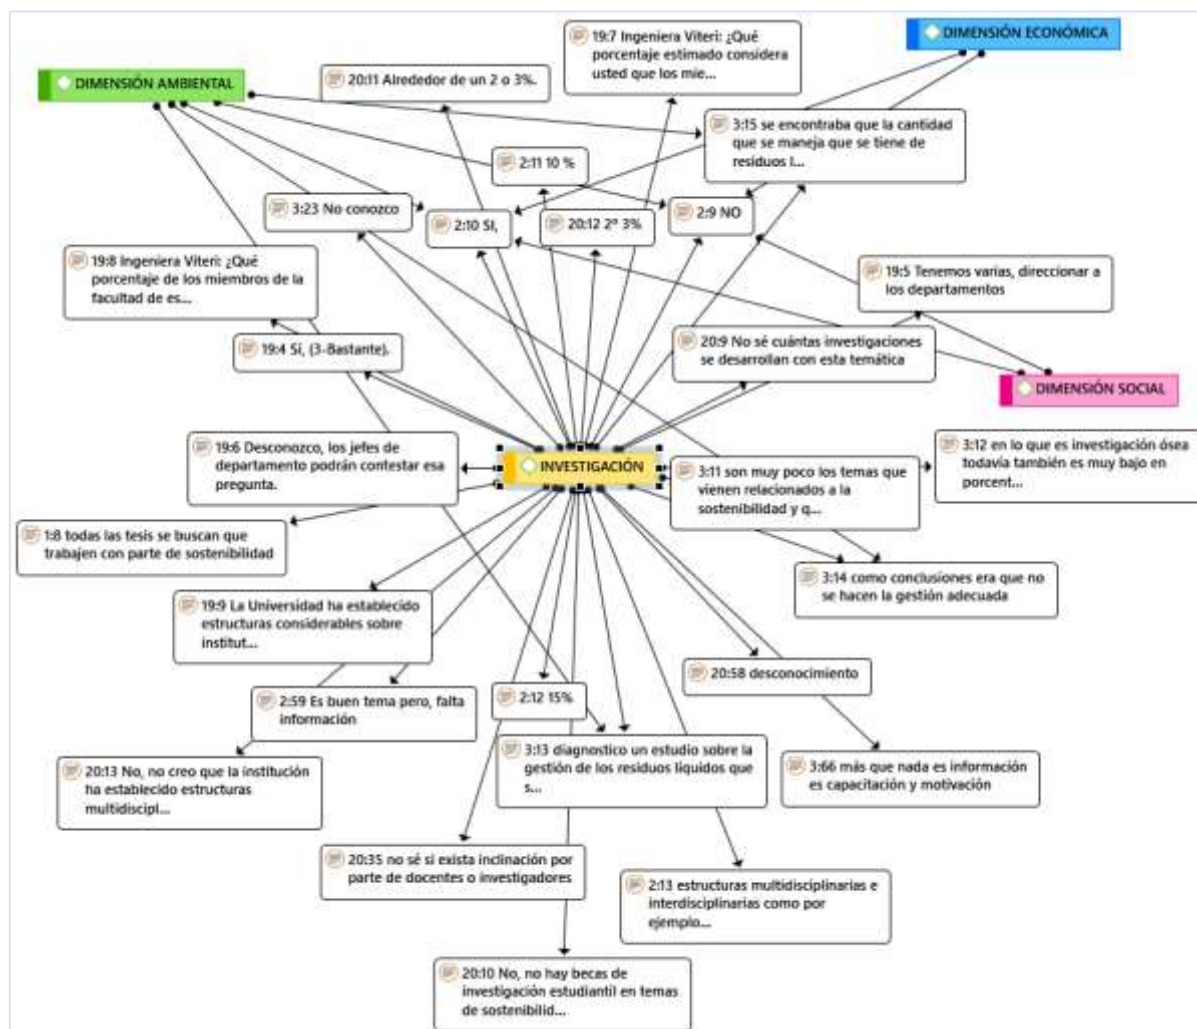 19:7 Ingeniera Viteri: ¿Qué
porcentaje estimado considera
usted que los mie...
DIMENSIÓN ECONÓMICA
DIMENSIÓN AMBIENTAL
20:11 Alrededor de un 2 o 3%.
3:15 se encontraba que la cantidad
que se maneja que se tiene de
residuos l...
2:11 10 %
3:23 No conozco
2:10 SI,
20:12 2º 3%
2:9 NO
19:8 Ingeniera Viteri: ¿Qué
porcentaje de los miembros de la
facultad de es...
19:5 Tenemos varias, direccionar a
los departamentos
19:4 Sí, (3-Bastante).
20:9 No sé cuántas investigaciones
se desarrollan con esta temática
DIMENSIÓN SOCIAL
19:6 Desconozco, los jefes de
departamento podrán contestar esa
pregunta.
INVESTIGACIÓN
3:11 son muy poco los temas que
vienen relacionados a la
sostenibilidad y q...
3:12 en lo que es investigación ósea
todavía también es muy bajo en
porcent...
1:8 todas las tesis se buscan que
trabajen con parte de sostenibilidad
3:14 como conclusiones era que no
se hacen la gestión adecuada
19:9 La Universidad ha establecido
estructuras considerables sobre
institut...
20:58 desconocimiento
2:59 Es buen tema pero, falta
información
2:12 15%
3:13 diagnostico un estudio sobre la
gestión de los residuos líquidos que
s...
20:13 No, no creo que la institución
ha establecido estructuras
multidiscipl...
3:66 más que nada es información
es capacitación y motivación
20:35 no sé si exista inclinación por
parte de docentes o investigadores
2:13 estructuras multidisciplinarias e
interdisciplinarias como por
ejemplo...
20:10 No, no hay becas de
investigación estudiantil en temas
de sostenibilid...